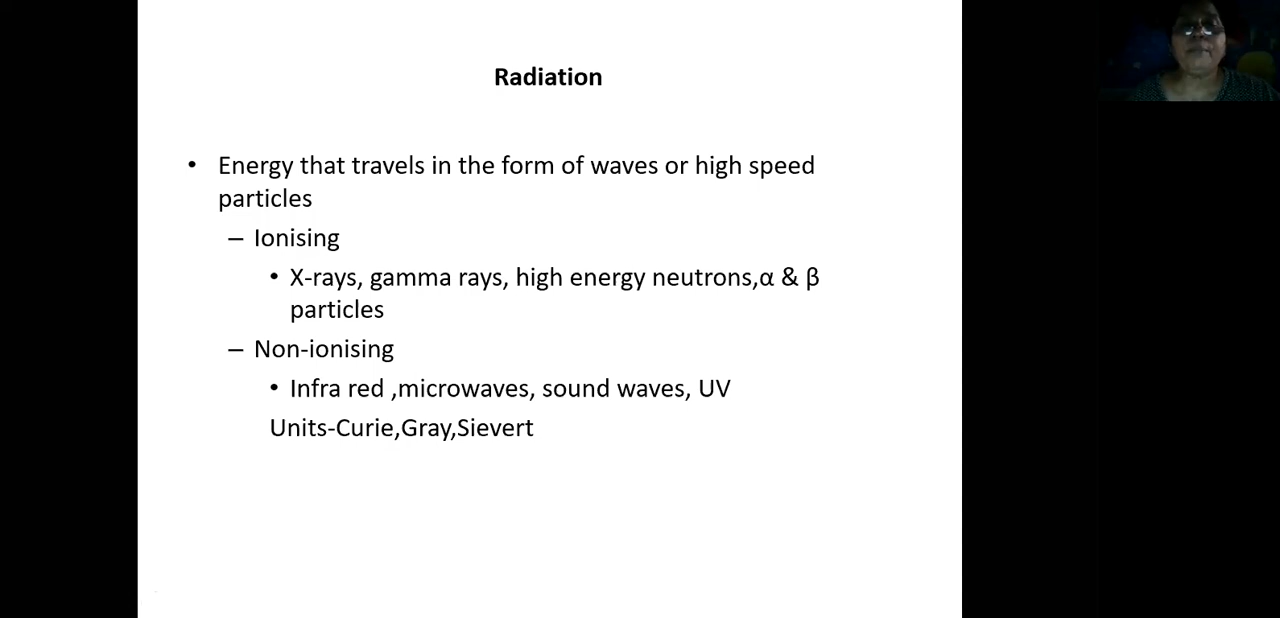 Radiation
• Energy that travels in the form of waves or high speed
particles
– Ionising
• X-rays, gamma rays, high energy neutrons,α & β
particles
– Non-ionising
• Infra red ,microwaves, sound waves, UV
Units-Curie,Gray,Sievert